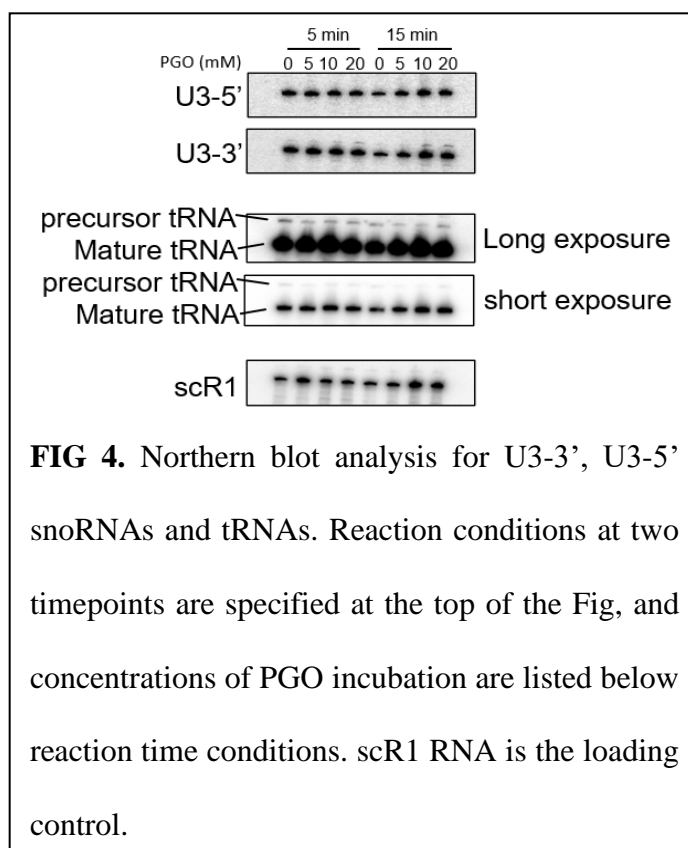 5 min 15 min
PGO (mM) 0 5 10 20 0 5 10 20
U3-5’
U3-3’
precursor tRNA
Mature tRNA
Long exposure
precursor tRNA
Mature tRNA
short exposure
scR1
FIG 4. Northern blot analysis for U3-3’, U3-5’
snoRNAs and tRNAs. Reaction conditions at two
timepoints are specified at the top of the Fig, and
concentrations of PGO incubation are listed below
reaction time conditions. scR1 RNA is the loading
control.